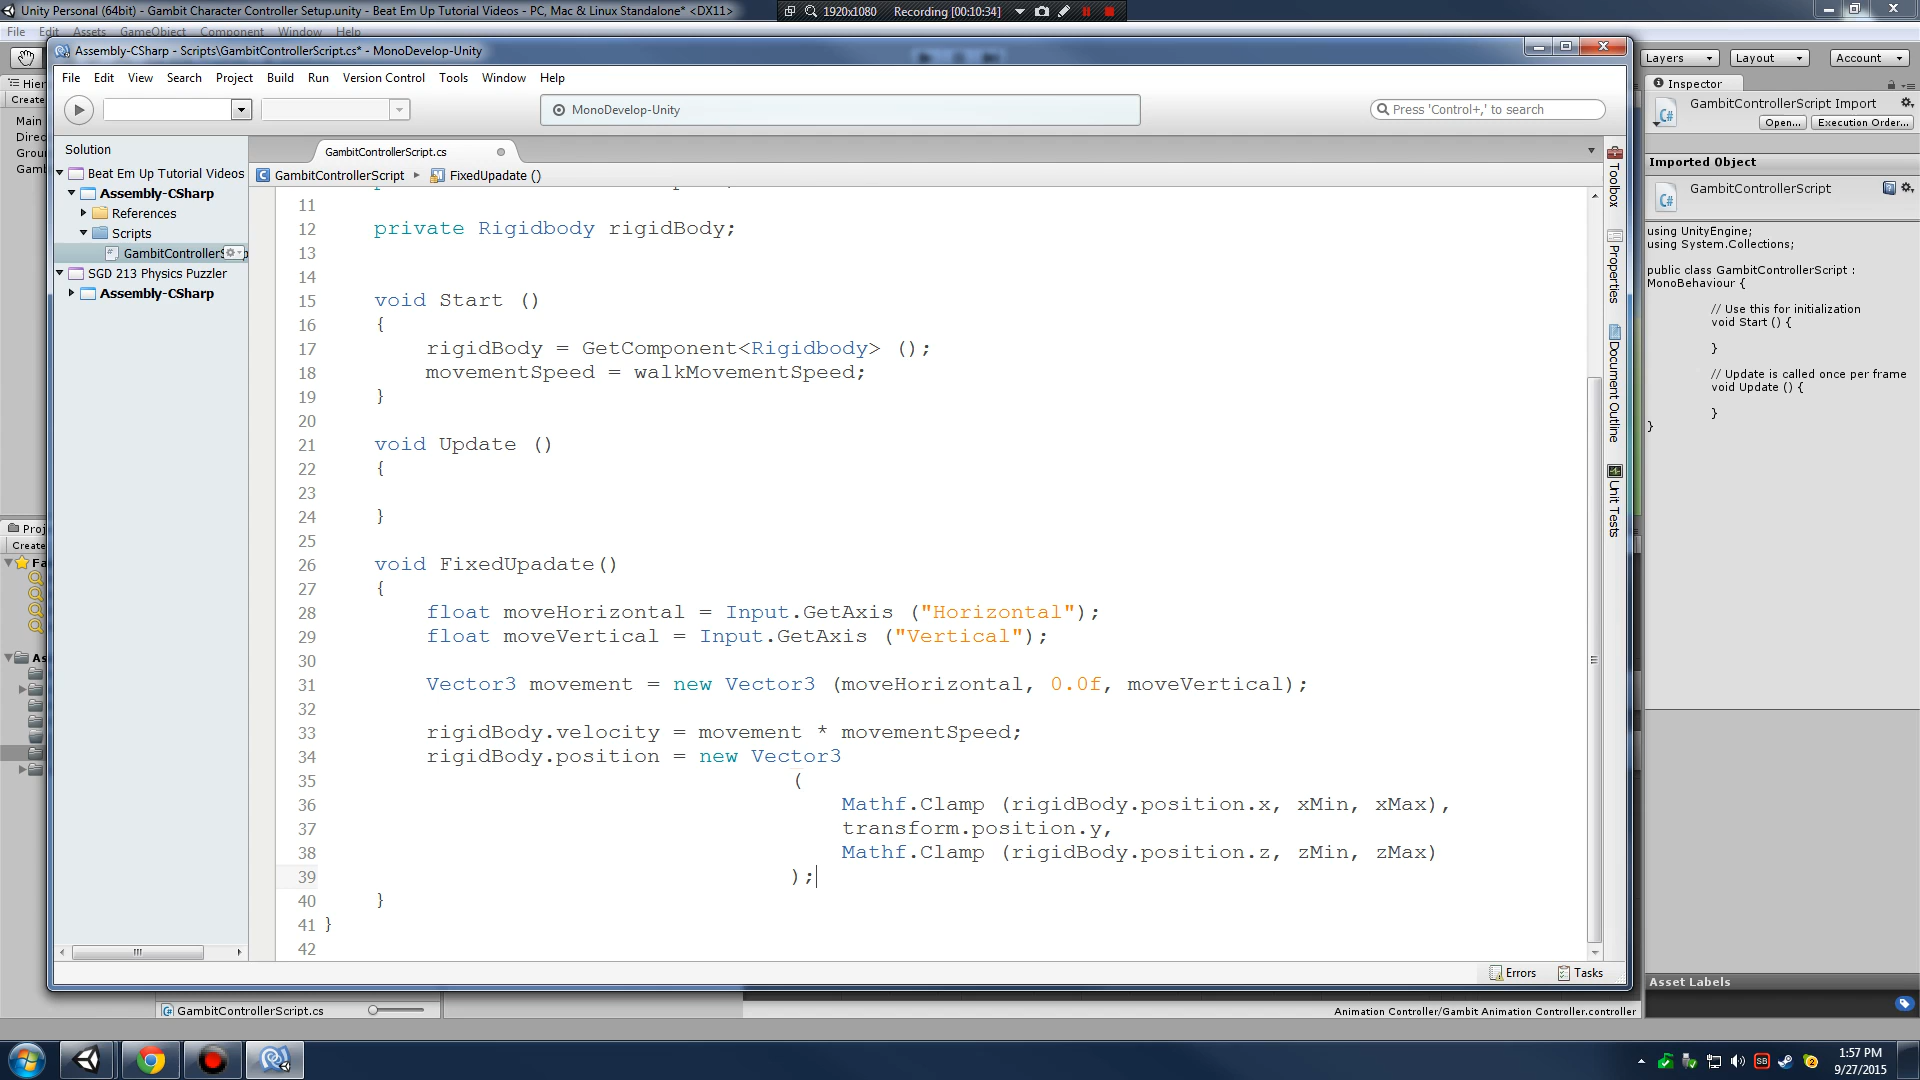 Unity Personal (64bit) - Gambit Character Controller Setup.unity - Beat Em Up Tutorial Videos - PC, Mac & Linux Standalone* <DX11>
1920x1080 Recording [00:10:34]
File Edit Assets GameObject Component Window Help
Assembly-CSharp - Scripts\GambitControllerScript.cs* - MonoDevelop-Unity
File Edit View Search Project Build Run Version Control Tools Window Help
MonoDevelop-Unity
Press 'Control+,' to search
Layers Layout Account
Hier
Create
Main
Direc
Grou
Gam
Solution
Beat Em Up Tutorial Videos
Assembly-CSharp
References
Scripts
GambitControllerS
SGD 213 Physics Puzzler
Assembly-CSharp
GambitControllerScript.cs
GambitControllerScript FixedUpadate ()
11
12 private Rigidbody rigidBody;
13
14
15 void Start ()
16 {
17 rigidBody = GetComponent<Rigidbody> ();
18 movementSpeed = walkMovementSpeed;
19 }
20
21 void Update ()
22 {
23
24 }
25
26 void FixedUpadate()
27 {
28 float moveHorizontal = Input.GetAxis ("Horizontal");
29 float moveVertical = Input.GetAxis ("Vertical");
30
31 Vector3 movement = new Vector3 (moveHorizontal, 0.0f, moveVertical);
32
33 rigidBody.velocity = movement * movementSpeed;
34 rigidBody.position = new Vector3
35 (
36 Mathf.Clamp (rigidBody.position.x, xMin, xMax),
37 transform.position.y,
38 Mathf.Clamp (rigidBody.position.z, zMin, zMax)
39 );
40 }
41 }
42
Errors Tasks
Toolbox
Properties
Document Outline
Unit Tests
Inspector
GambitControllerScript Import
Open... Execution Order...
Imported Object
GambitControllerScript
using UnityEngine;
using System.Collections;
public class GambitControllerScript :
MonoBehaviour {
// Use this for initialization
void Start () {
}
// Update is called once per frame
void Update () {
}
}
Asset Labels
Proj
Create
Fa
As
GambitControllerScript.cs
Animation Controller/Gambit Animation Controller.controller
1:57 PM
9/27/2015